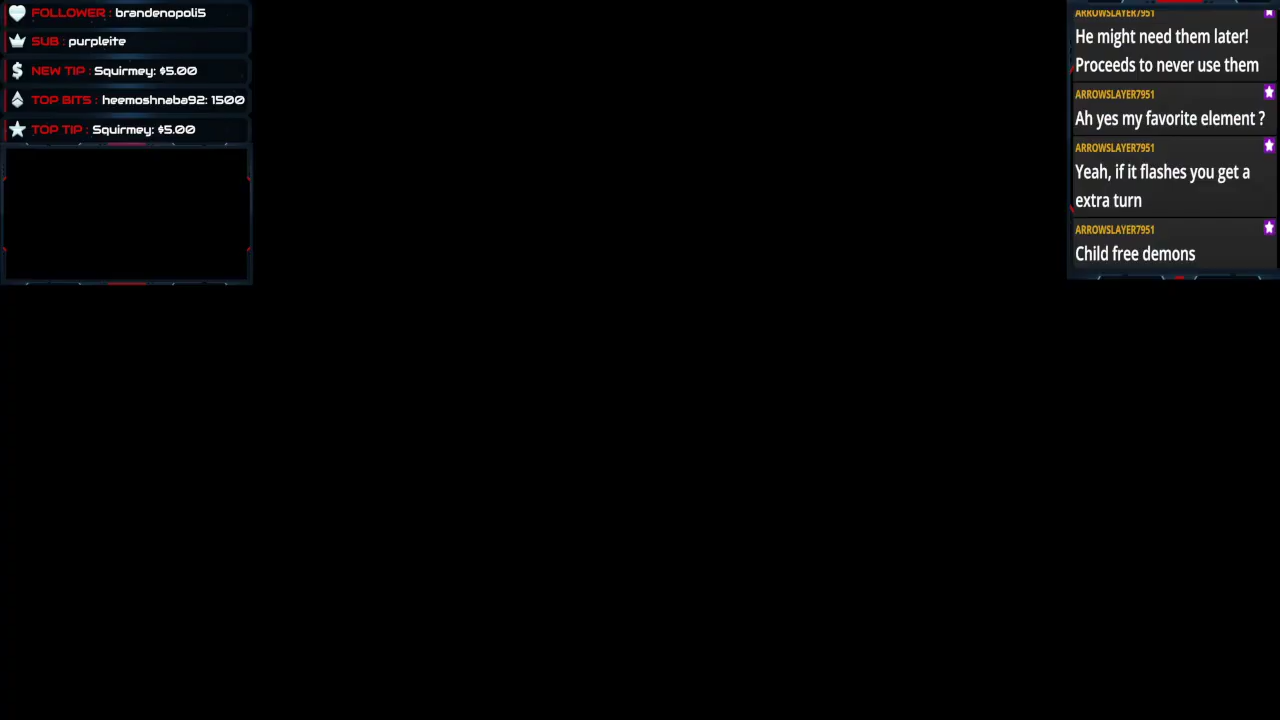 FOLLOWER : brandenopolis
SUB : purpleite
NEW TIP : Squirmey: $5.00
TOP BITS : heemoshnaba92: 1500
TOP TIP : Squirmey: $5.00
ARROWSLAYER7951
He might need them later!
Proceeds to never use them
ARROWSLAYER7951
Ah yes my favorite element ?
ARROWSLAYER7951
Yeah, if it flashes you get a
extra turn
ARROWSLAYER7951
Child free demons